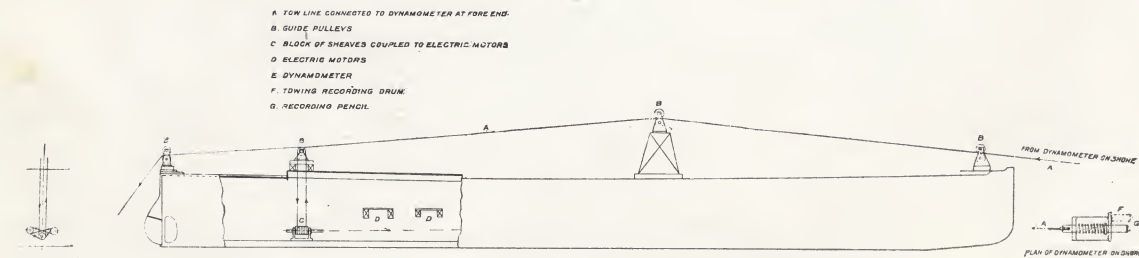 A TOW LINE CONNECTED TO DYNAMOMETER AT FORE END.
B. GUIDE PULLEYS
C BLOCK OF SHEAVES COUPLED TO ELECTRIC MOTORS
D ELECTRIC MOTORS
E DYNAMOMETER
F. TOWING RECORDING DRUM.
G. RECORDING PENCIL.
B
A
B
B
FROM DYNAMOMETER ON SHORE
A
C
D
D
A
F
G
PLAN OF DYNAMOMETER ON SHORE